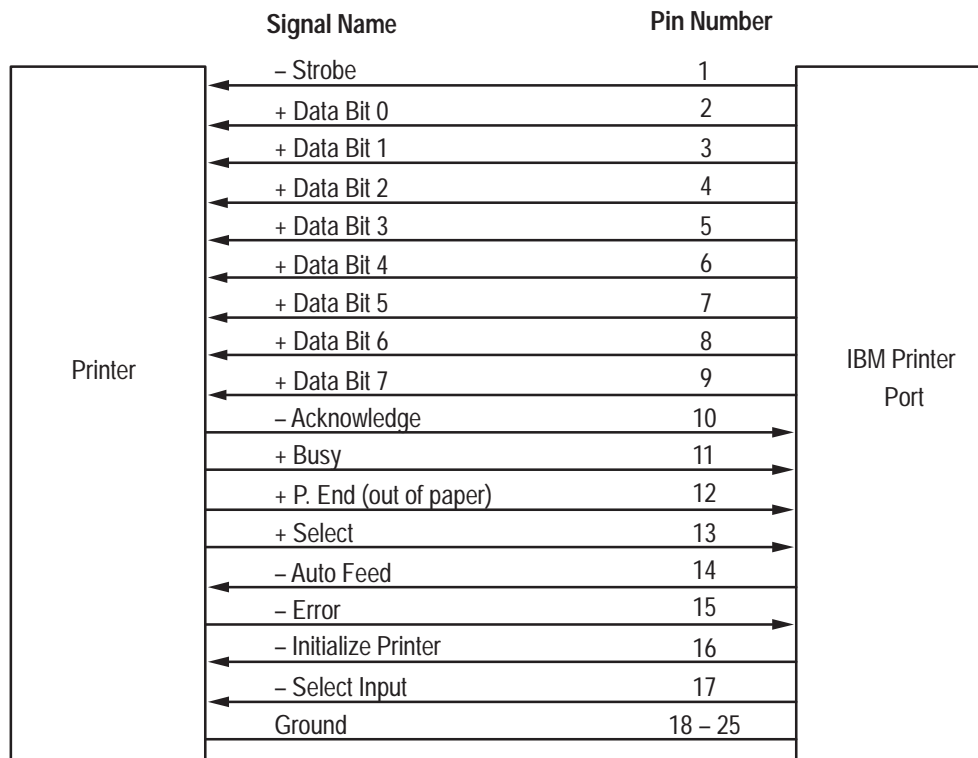 Signal Name Pin Number
– Strobe 1
+ Data Bit 0 2
+ Data Bit 1 3
+ Data Bit 2 4
+ Data Bit 3 5
+ Data Bit 4 6
+ Data Bit 5 7
+ Data Bit 6 8
+ Data Bit 7 9
– Acknowledge 10
+ Busy 11
+ P. End (out of paper) 12
+ Select 13
– Auto Feed 14
– Error 15
– Initialize Printer 16
– Select Input 17
Ground 18 – 25
Printer
IBM Printer
Port